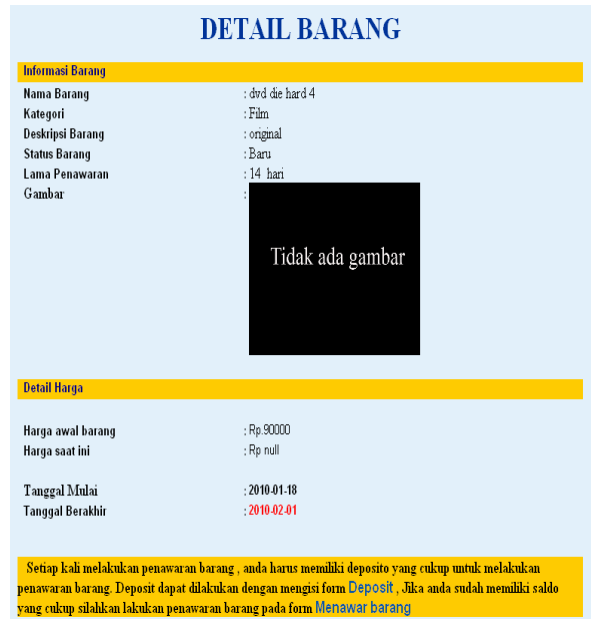 DETAIL BARANG
Informasi Barang
Nama Barang : dvd die hard 4
Kategori : Film
Deskripsi Barang : original
Status Barang : Baru
Lama Penawaran : 14 hari
Gambar :
Tidak ada gambar
Detail Harga
Harga awal barang : Rp.90000
Harga saat ini : Rp null
Tanggal Mulai : 2010-01-18
Tanggal Berakhir : 2010-02-01
Setiap kali melakukan penawaran barang , anda harus memiliki deposito yang cukup untuk melakukan
penawaran barang. Deposit dapat dilakukan dengan mengisi form Deposit , Jika anda sudah memiliki saldo
yang cukup silahkan lakukan penawaran barang pada form Menawar barang